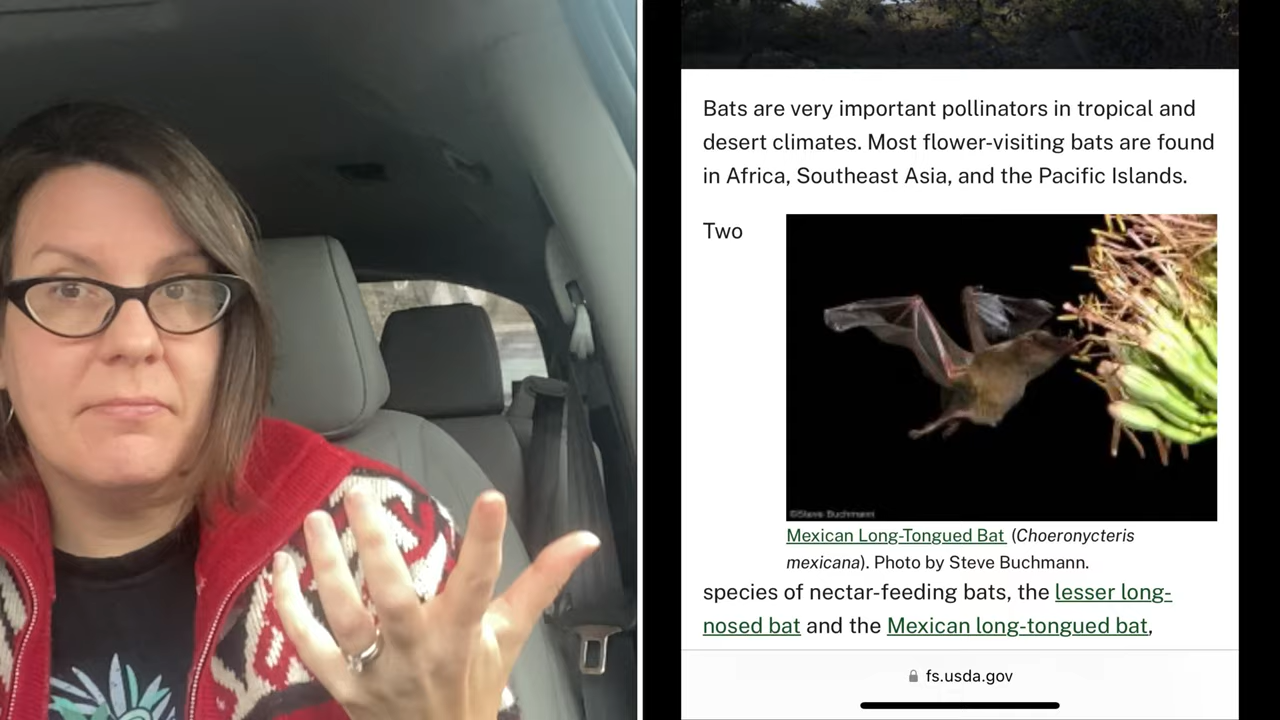 Bats are very important pollinators in tropical and
desert climates. Most flower-visiting bats are found
in Africa, Southeast Asia, and the Pacific Islands.
Two
©Steve Buchmann
Mexican Long-Tongued Bat (Choeronycteris
mexicana). Photo by Steve Buchmann.
species of nectar-feeding bats, the lesser long-
nosed bat and the Mexican long-tongued bat,
fs.usda.gov